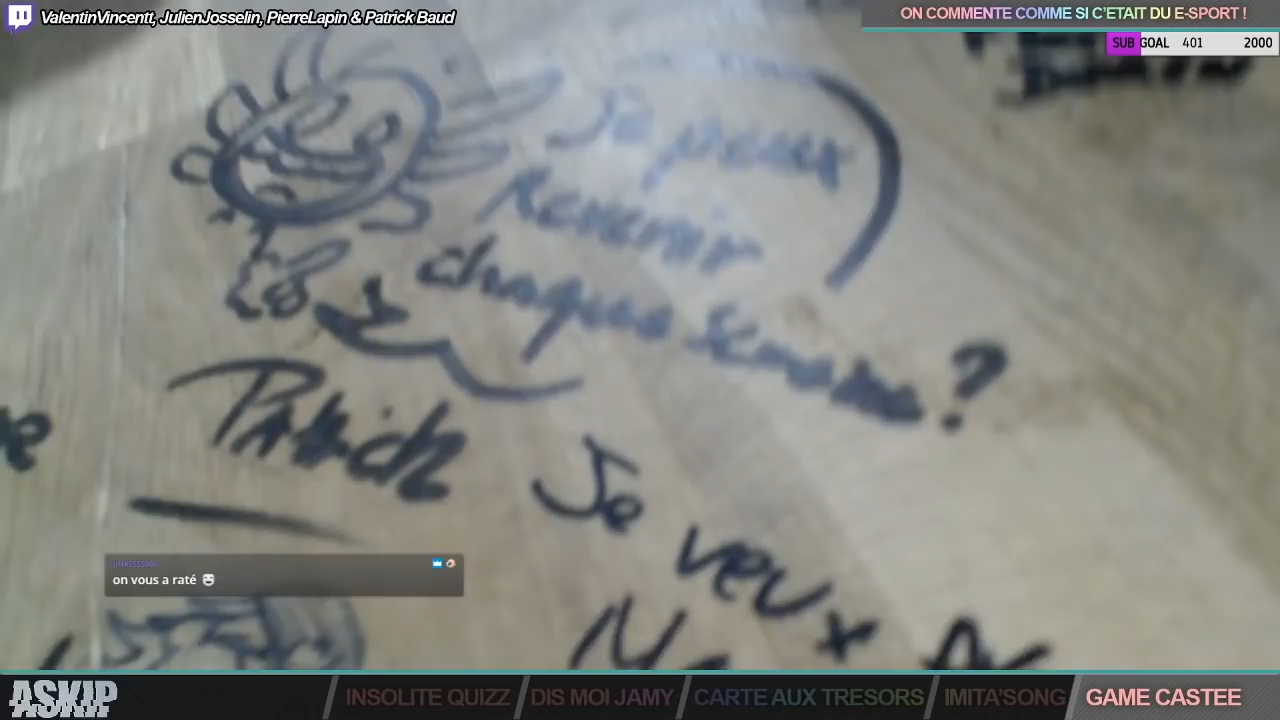 ValentinVincentt, JulienJosselin, PierreLapin & Patrick Baud
ON COMMENTE COMME SI C'ETAIT DU E-SPORT !
SUB GOAL 401 2000
Je peux
Revenir
chaque semaine ?
Patrick
Je veux
on vous a raté
ASKIP
INSOLITE QUIZZ
DIS MOI JAMY
CARTE AUX TRESORS
IMITA'SONG
GAME CASTEE